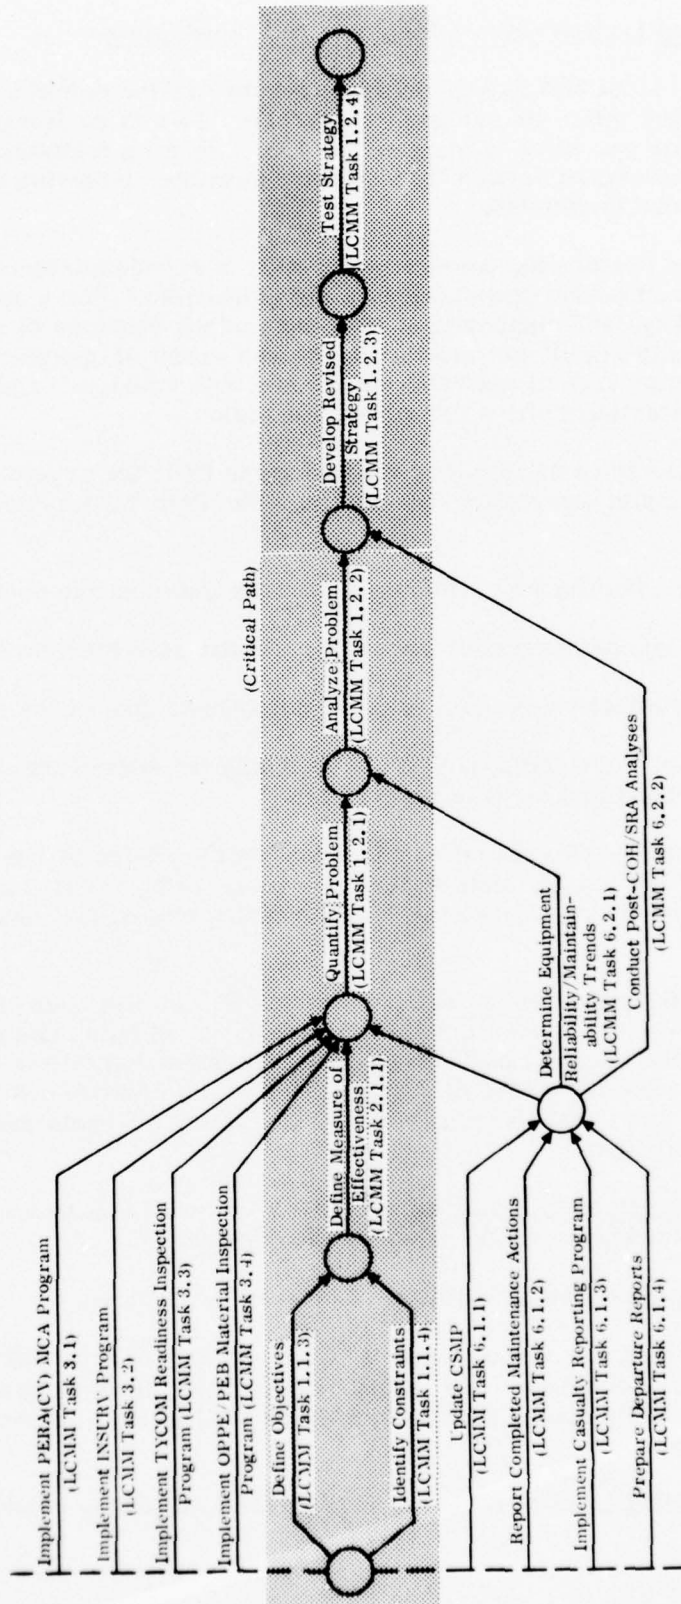 Implement PERA(CV) MCA Program
(LCMM Task 3.1)
Implement INSURV Program
(LCMM Task 3.2)
Implement TYCOM Readiness Inspection
Program (LCMM Task 3.3)
Implement OPPE/PEB Material Inspection
Program (LCMM Task 3.4)
(Critical Path)
Define Objectives
(LCMM Task 1.1.3)
Identify Constraints
(LCMM Task 1.1.4)
Define Measure of
Effectiveness
(LCMM Task 2.1.1)
Quantify Problem
(LCMM Task 1.2.1)
Analyze Problem
(LCMM Task 1.2.2)
Develop Revised
Strategy
(LCMM Task 1.2.3)
Test Strategy
(LCMM Task 1.2.4)
Update CSMP
(LCMM Task 6.1.1)
Report Completed Maintenance Actions
(LCMM Task 6.1.2)
Implement Casualty Reporting Program
(LCMM Task 6.1.3)
Prepare Departure Reports
(LCMM Task 6.1.4)
Determine Equipment
Reliability/Maintain-
ability Trends
(LCMM Task 6.2.1)
Conduct Post-COH/SRA Analyses
(LCMM Task 6.2.2)